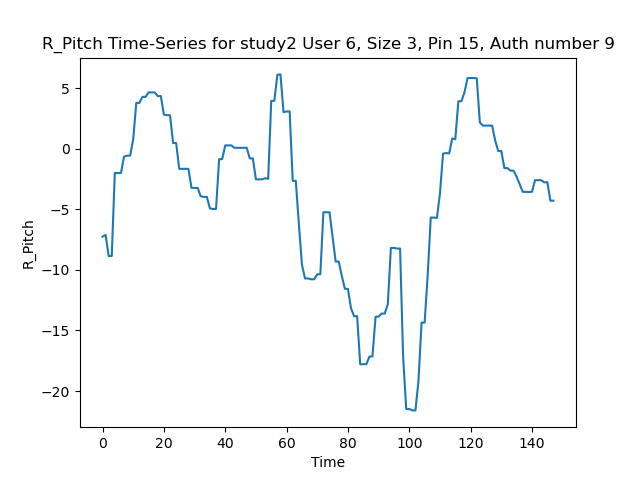 R_Pitch Time-Series for study2 User 6, Size 3, Pin 15, Auth number 9
5
0
−5
−10
−15
−20
R_Pitch
0 20 40 60 80 100 120 140
Time